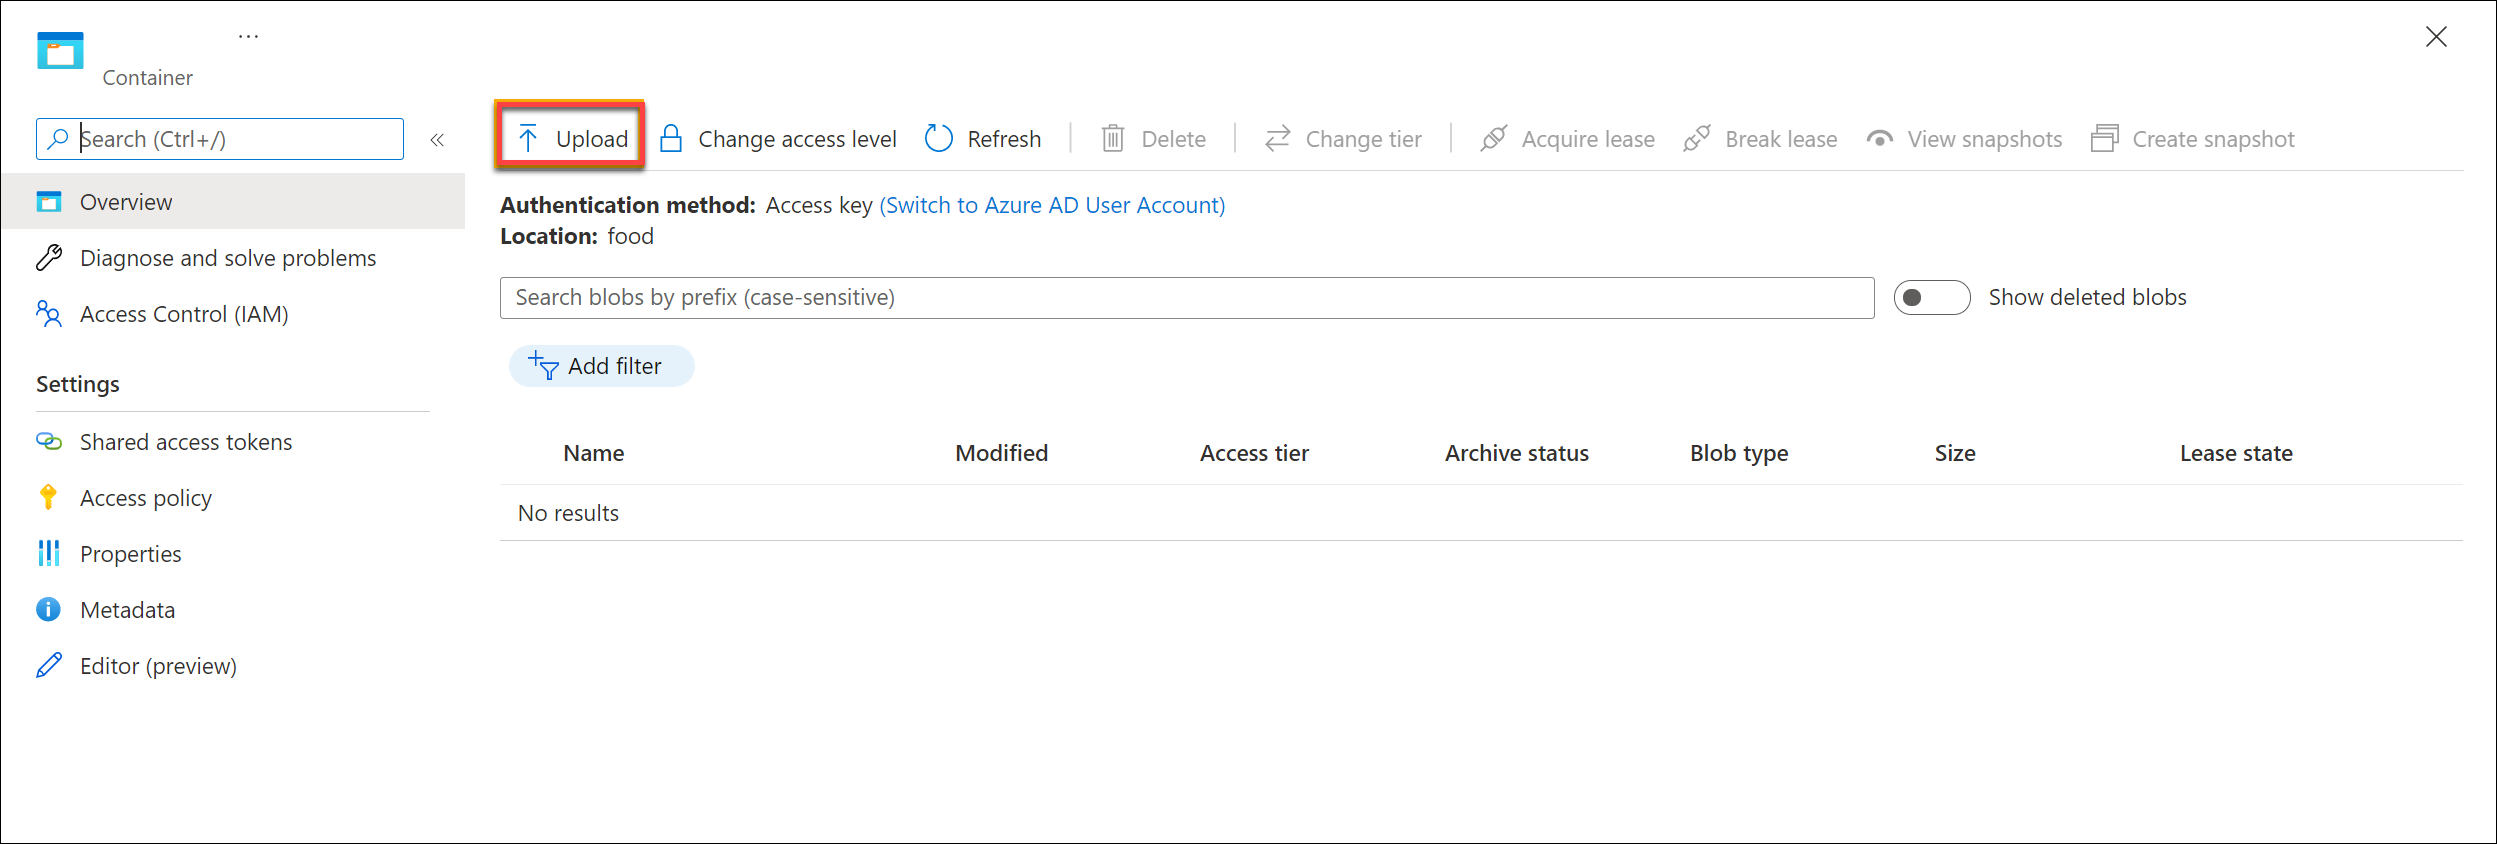 ...
Container
Search (Ctrl+/)
«
Overview
Diagnose and solve problems
Access Control (IAM)
Settings
Shared access tokens
Access policy
Properties
Metadata
Editor (preview)
Upload Change access level Refresh Delete Change tier Acquire lease Break lease View snapshots Create snapshot
Authentication method: Access key (Switch to Azure AD User Account)
Location: food
Search blobs by prefix (case-sensitive) Show deleted blobs
Add filter
Name Modified Access tier Archive status Blob type Size Lease state
No results